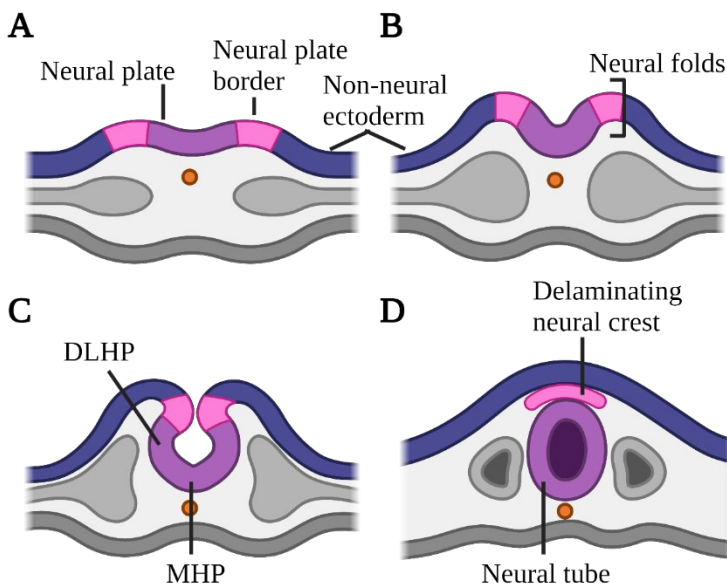 A
Neural plate
Neural plate
border
Non-neural
ectoderm
B
Neural folds
C
DLHP
MHP
D
Delaminating
neural crest
Neural tube